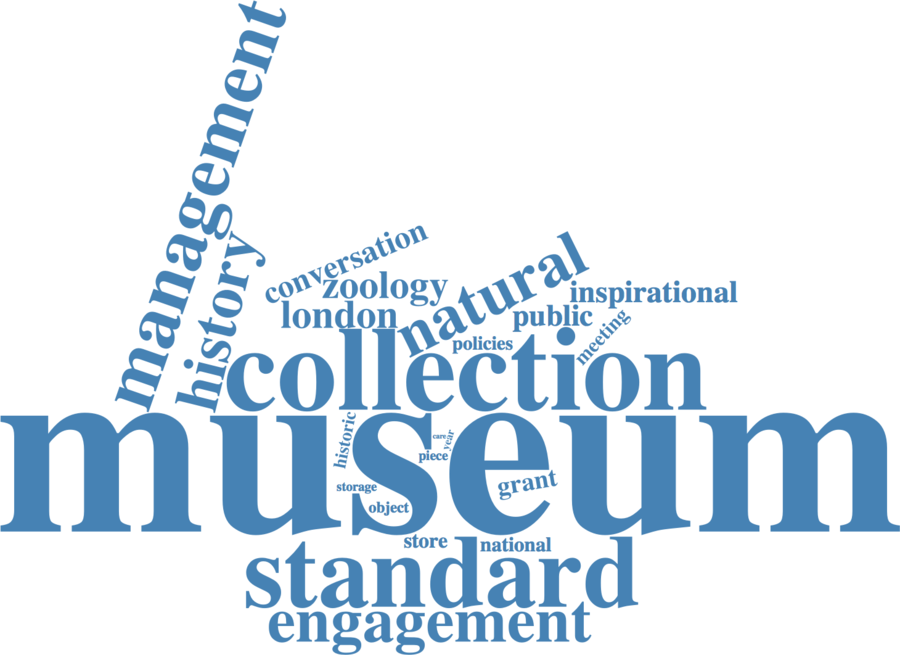 management
history
conversation
zoology
natural
inspirational
london
public
meeting
policies
collection
museum
historic
care
year
piece
storage
grant
object
store
national
standard
engagement